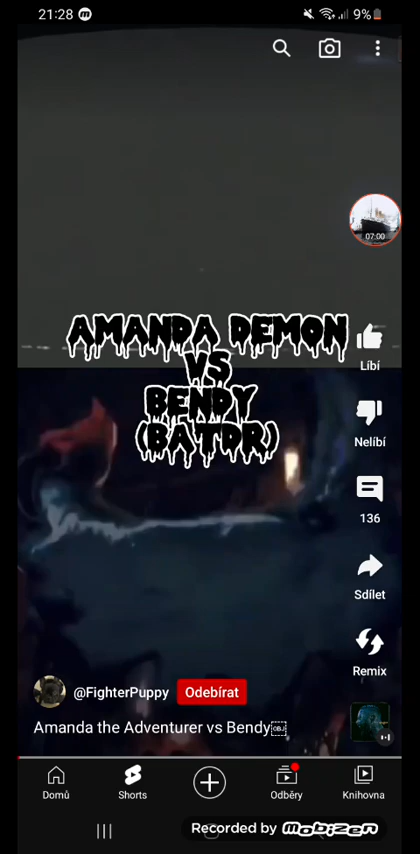 21:28
9%
07:00
AMANDA DEMON
VS
BENDY
(BATDR)
Líbí
Nelíbí
136
Sdílet
Remix
@FighterPuppy
Odebírat
Amanda the Adventurer vs Bendy
Domů
Shorts
Odběry
Knihovna
Recorded by mobizen